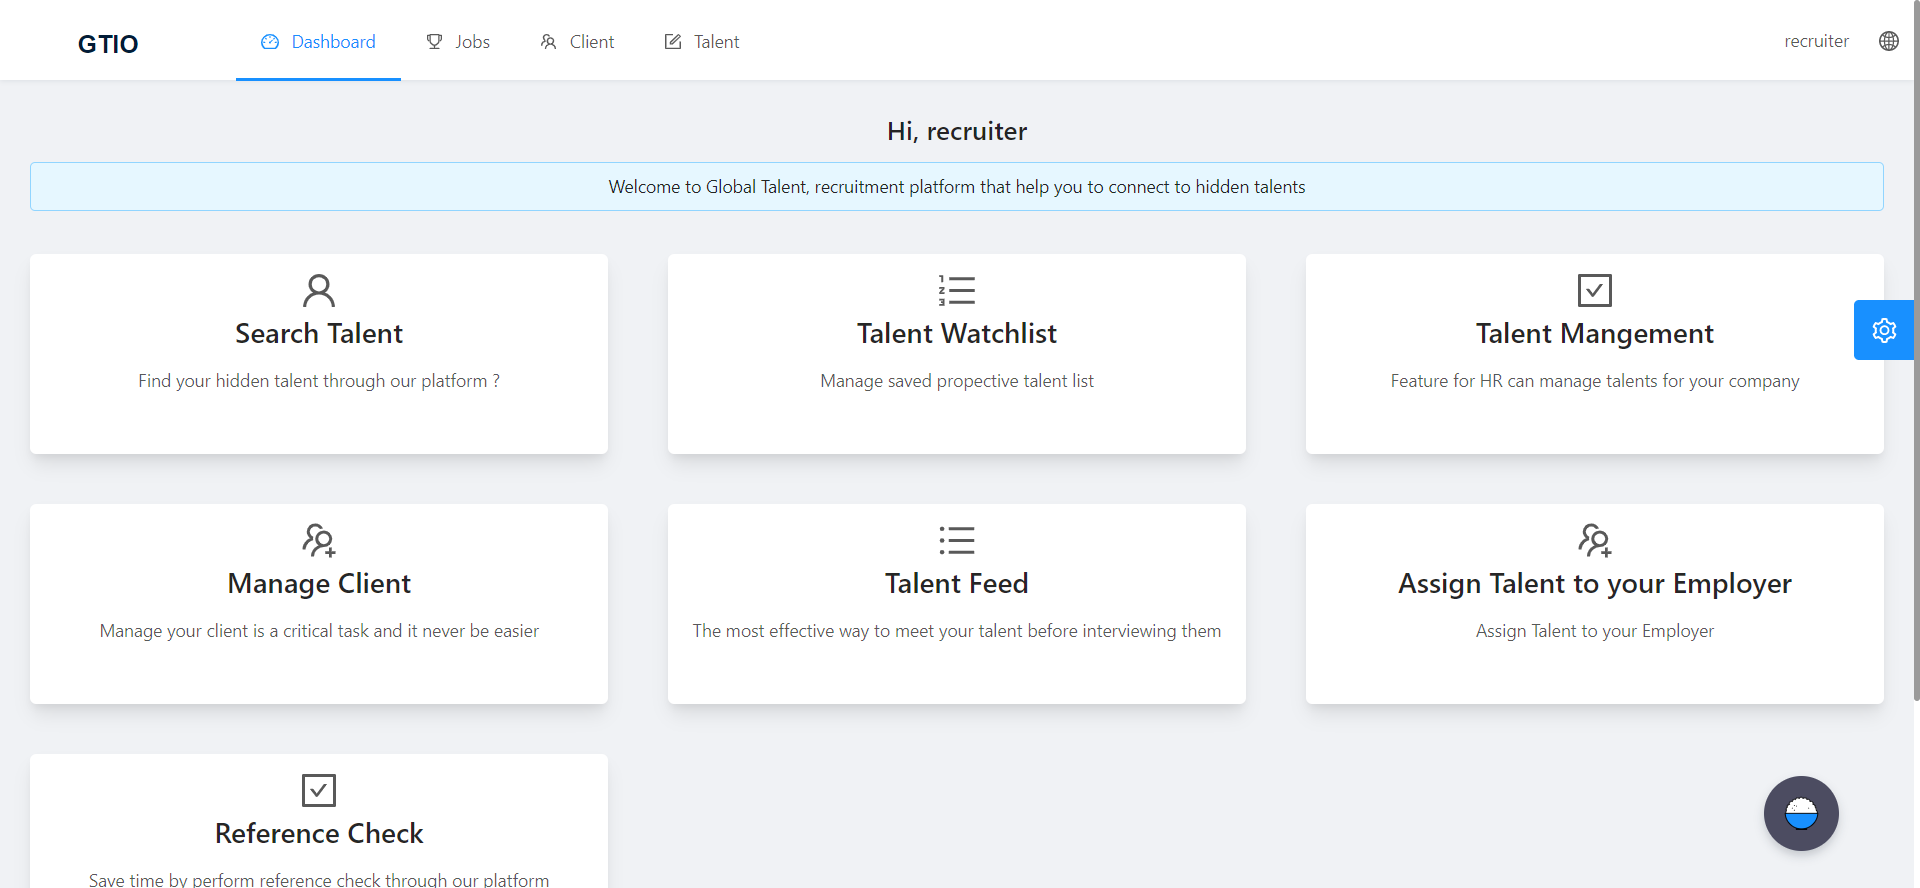 GTIO
Dashboard
Jobs
Client
Talent
recruiter
Hi, recruiter
Welcome to Global Talent, recruitment platform that help you to connect to hidden talents
Search Talent
Find your hidden talent through our platform ?
Talent Watchlist
Manage saved propective talent list
Talent Mangement
Feature for HR can manage talents for your company
Manage Client
Manage your client is a critical task and it never be easier
Talent Feed
The most effective way to meet your talent before interviewing them
Assign Talent to your Employer
Assign Talent to your Employer
Reference Check
Save time by perform reference check through our platform